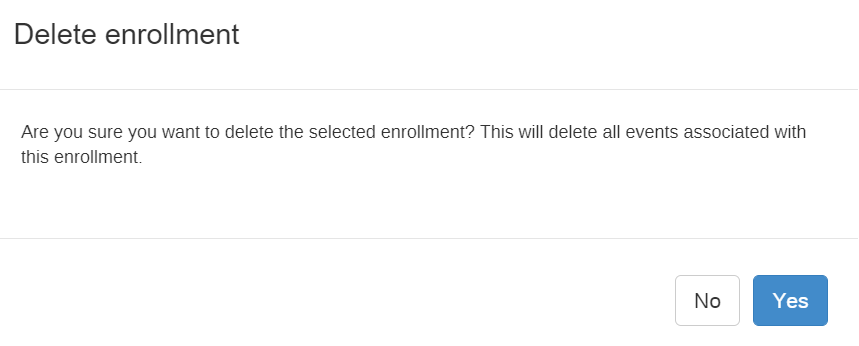 Delete enrollment
Are you sure you want to delete the selected enrollment? This will delete all events associated with
this enrollment.
No
Yes